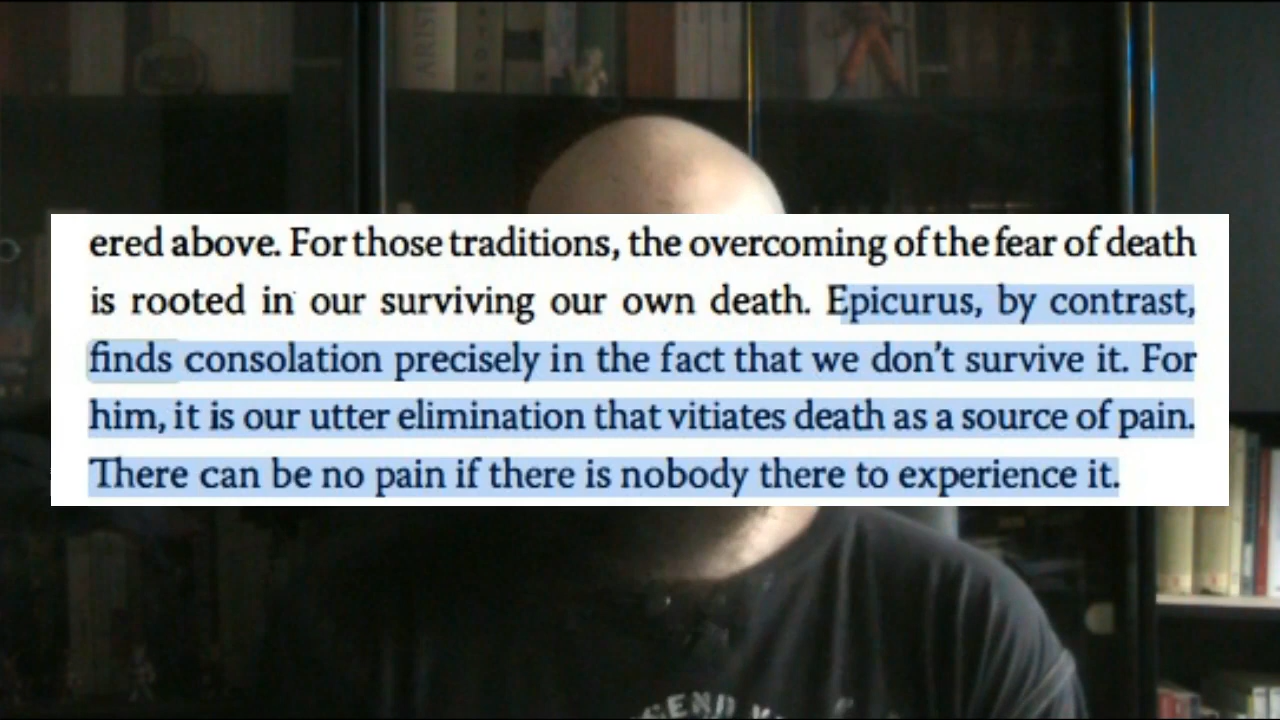 ARIST
ered above. For those traditions, the overcoming of the fear of death
is rooted in our surviving our own death. Epicurus, by contrast,
finds consolation precisely in the fact that we don't survive it. For
him, it is our utter elimination that vitiates death as a source of pain.
There can be no pain if there is nobody there to experience it.